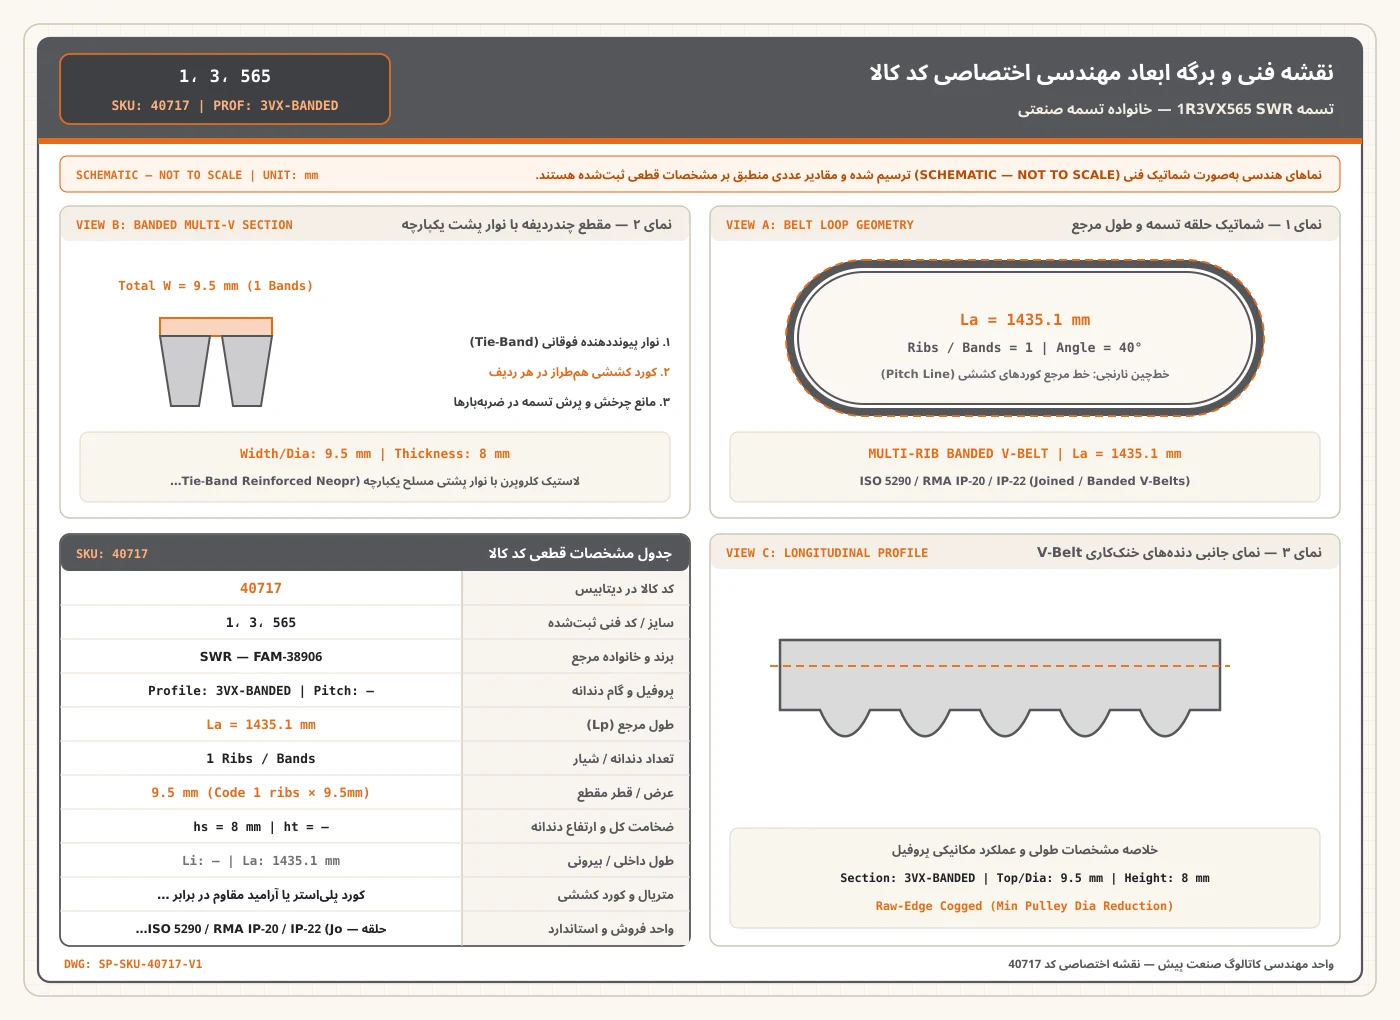 نقشه فنی و برگه ابعاد مهندسی اختصاصی کد کالا
تسمه 1R3VX565 SWR — خانواده تسمه صنعتی
1، 3، 565
SKU: 40717 | PROF: 3VX-BANDED
نماهای هندسی به‌صورت شماتیک فنی (SCHEMATIC — NOT TO SCALE) ترسیم شده و مقادیر عددی منطبق بر مشخصات قطعی ثبت‌شده هستند.
SCHEMATIC — NOT TO SCALE | UNIT: mm
نمای ۱ — شماتیک حلقه تسمه و طول مرجع
VIEW A: BELT LOOP GEOMETRY
La = 1435.1 mm
Ribs / Bands = 1 | Angle = 40°
خط‌چین نارنجی: خط مرجع کوردهای کششی (Pitch Line)
MULTI-RIB BANDED V-BELT | La = 1435.1 mm
ISO 5290 / RMA IP-20 / IP-22 (Joined / Banded V-Belts)
نمای ۲ — مقطع چندردیفه با نوار پشت یکپارچه
VIEW B: BANDED MULTI-V SECTION
Total W = 9.5 mm (1 Bands)
۱. نوار پیونددهنده فوقانی (Tie-Band)
۲. کورد کششی هم‌طراز در هر ردیف
۳. مانع چرخش و پرش تسمه در ضربه‌بارها
Width/Dia: 9.5 mm | Thickness: 8 mm
لاستیک کلروپرن با نوار پشتی مسلح یکپارچه (Tie-Band Reinforced Neopr...
نمای ۳ — نمای جانبی دنده‌های خنک‌کاری V-Belt
VIEW C: LONGITUDINAL PROFILE
خلاصه مشخصات طولی و عملکرد مکانیکی پروفیل
Section: 3VX-BANDED | Top/Dia: 9.5 mm | Height: 8 mm
Raw-Edge Cogged (Min Pulley Dia Reduction)
جدول مشخصات قطعی کد کالا
SKU: 40717
کد کالا در دیتابیس
40717
سایز / کد فنی ثبت‌شده
1، 3، 565
برند و خانواده مرجع
SWR — FAM-38906
پروفیل و گام دندانه
Profile: 3VX-BANDED | Pitch: —
طول مرجع (Lp)
La = 1435.1 mm
تعداد دندانه / شیار
1 Ribs / Bands
عرض / قطر مقطع
9.5 mm (Code 1 ribs × 9.5mm)
ضخامت کل و ارتفاع دندانه
hs = 8 mm | ht = —
طول داخلی / بیرونی
Li: — | La: 1435.1 mm
متریال و کورد کششی
کورد پلی‌استر یا آرامید مقاوم در برابر ...
واحد فروش و استاندارد
حلقه — ISO 5290 / RMA IP-20 / IP-22 (Jo...
واحد مهندسی کاتالوگ صنعت پیش — نقشه اختصاصی کد 40717
DWG: SP-SKU-40717-V1